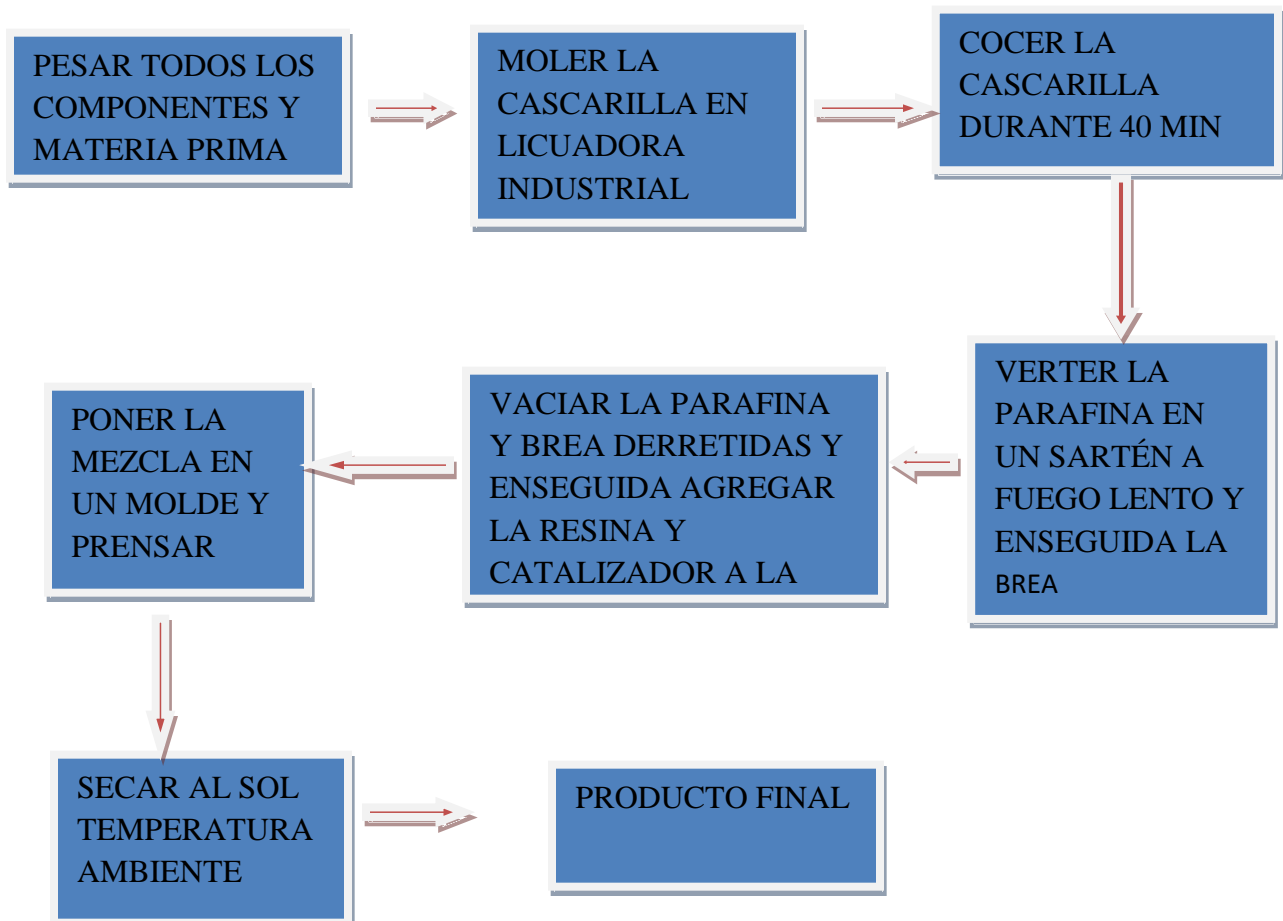 PESAR TODOS LOS
COMPONENTES Y
MATERIA PRIMA
MOLER LA
CASCARILLA EN
LICUADORA
INDUSTRIAL
COCER LA
CASCARILLA
DURANTE 40 MIN
VERTER LA
PARAFINA EN
UN SARTÉN A
FUEGO LENTO Y
ENSEGUIDA LA
BREA
VACIAR LA PARAFINA
Y BREA DERRETIDAS Y
ENSEGUIDA AGREGAR
LA RESINA Y
CATALIZADOR A LA
PONER LA
MEZCLA EN
UN MOLDE Y
PRENSAR
SECAR AL SOL
TEMPERATURA
AMBIENTE
PRODUCTO FINAL